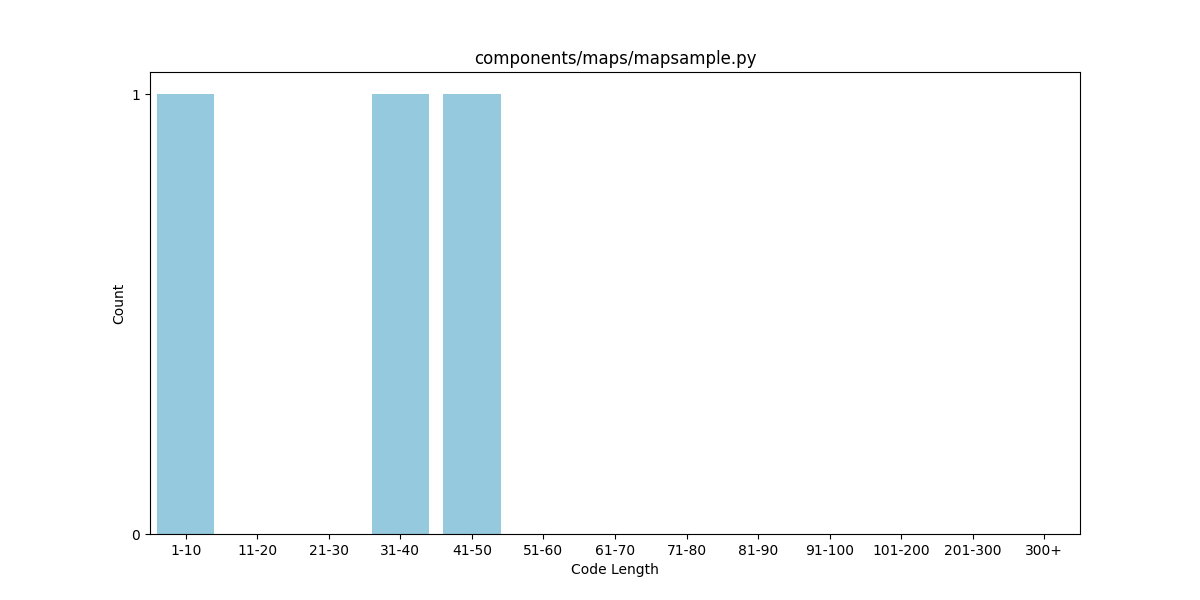 components/maps/mapsample.py
1
0
Count
1-10 11-20 21-30 31-40 41-50 51-60 61-70 71-80 81-90 91-100 101-200 201-300 300+
Code Length